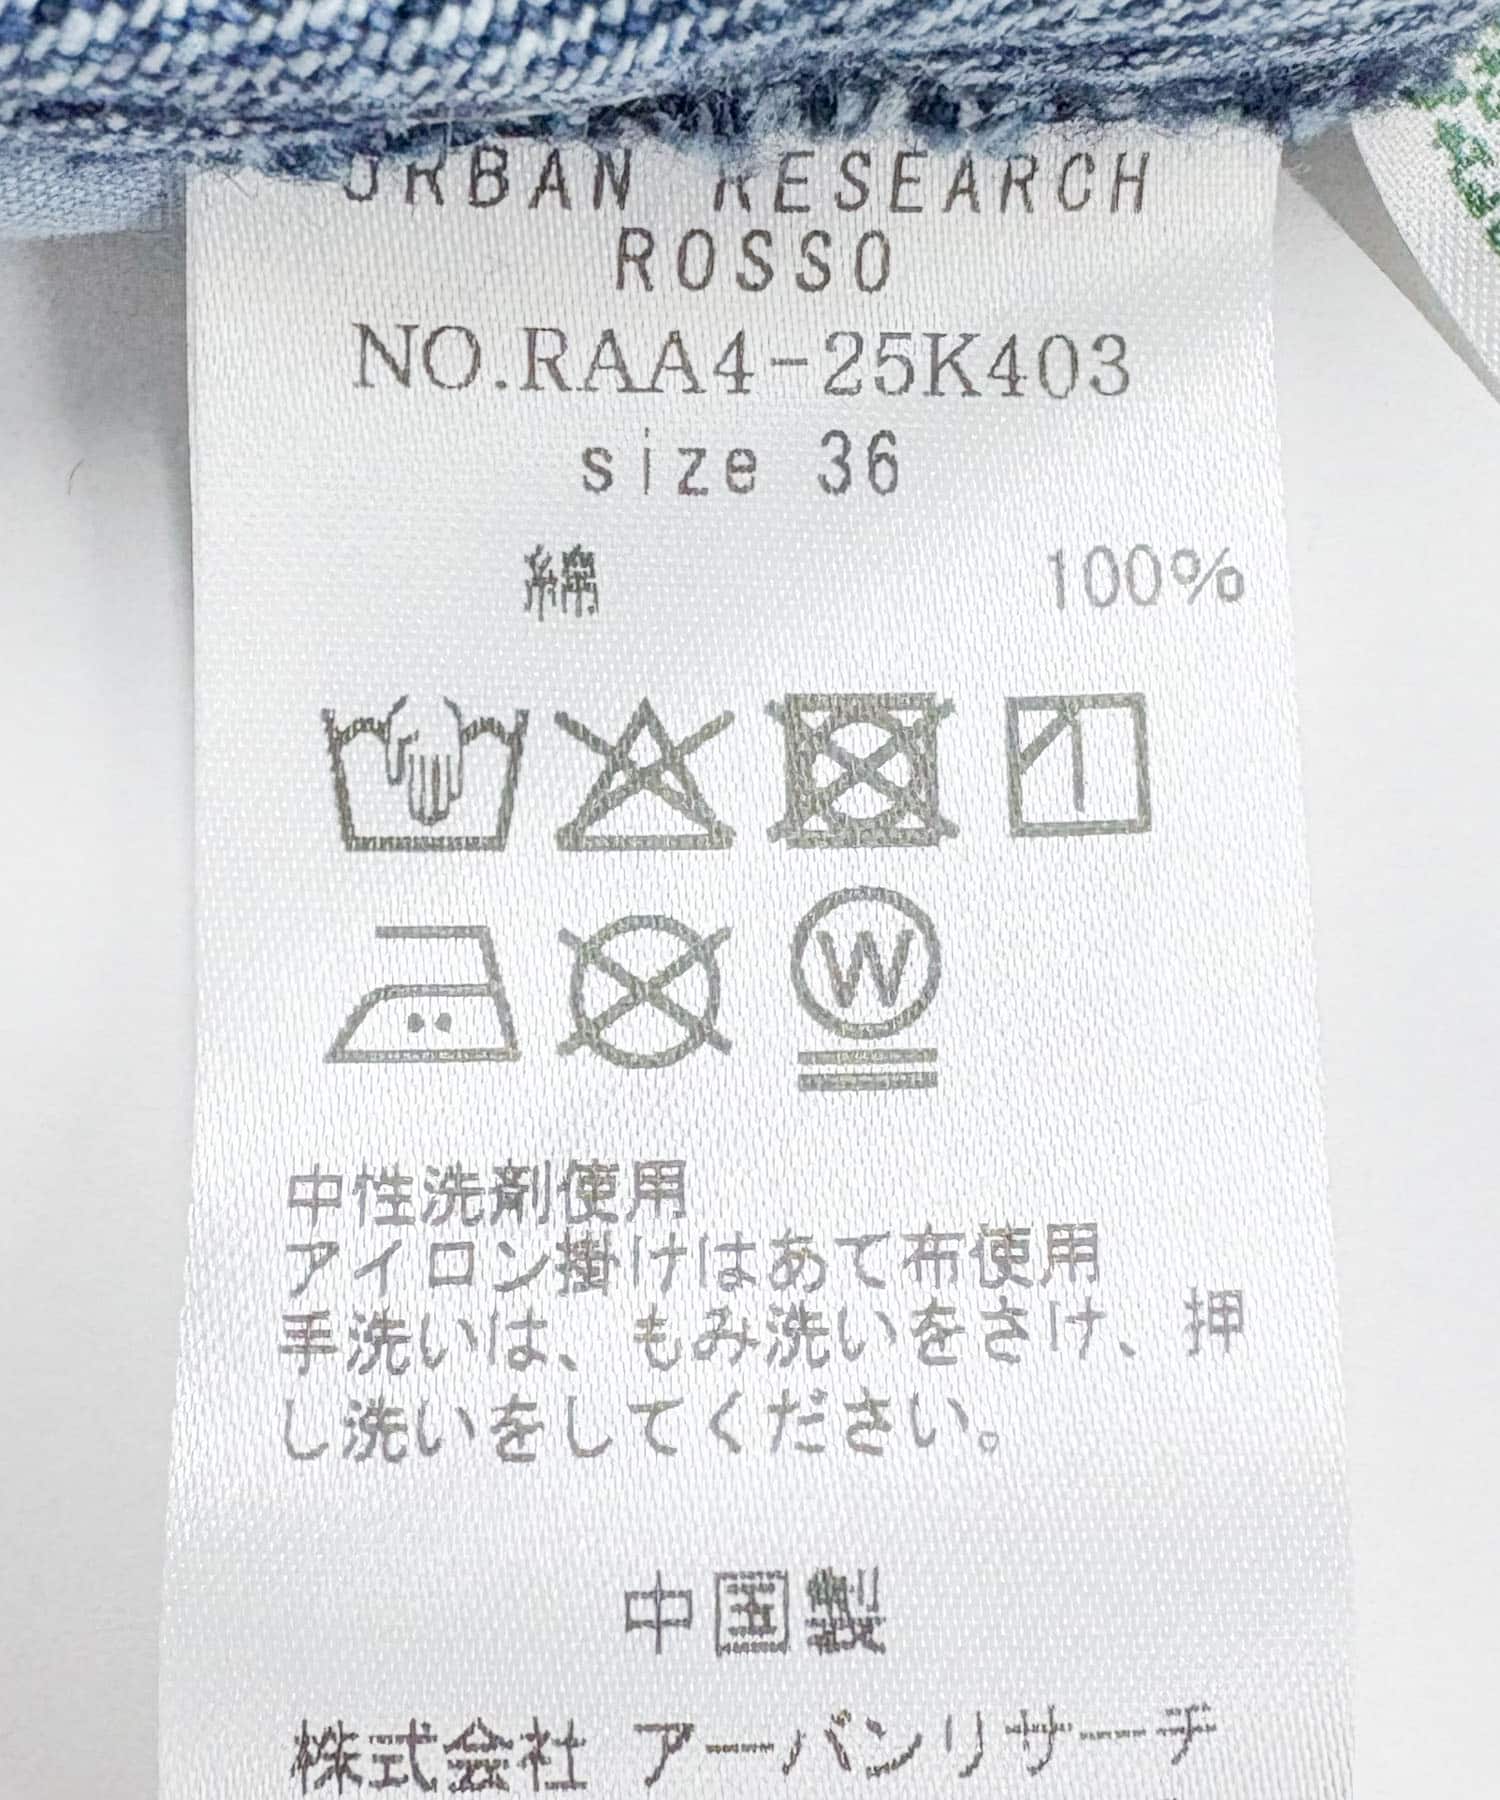 URBAN RESEARCH
ROSSO
NO.RAA4-25K403
size 36
綿 100%
W
中性洗剤使用
アイロン掛けはあて布使用
手洗いは、もみ洗いをさけ、押
し洗いをしてください。
中国製
株式会社 アーバンリサーチ